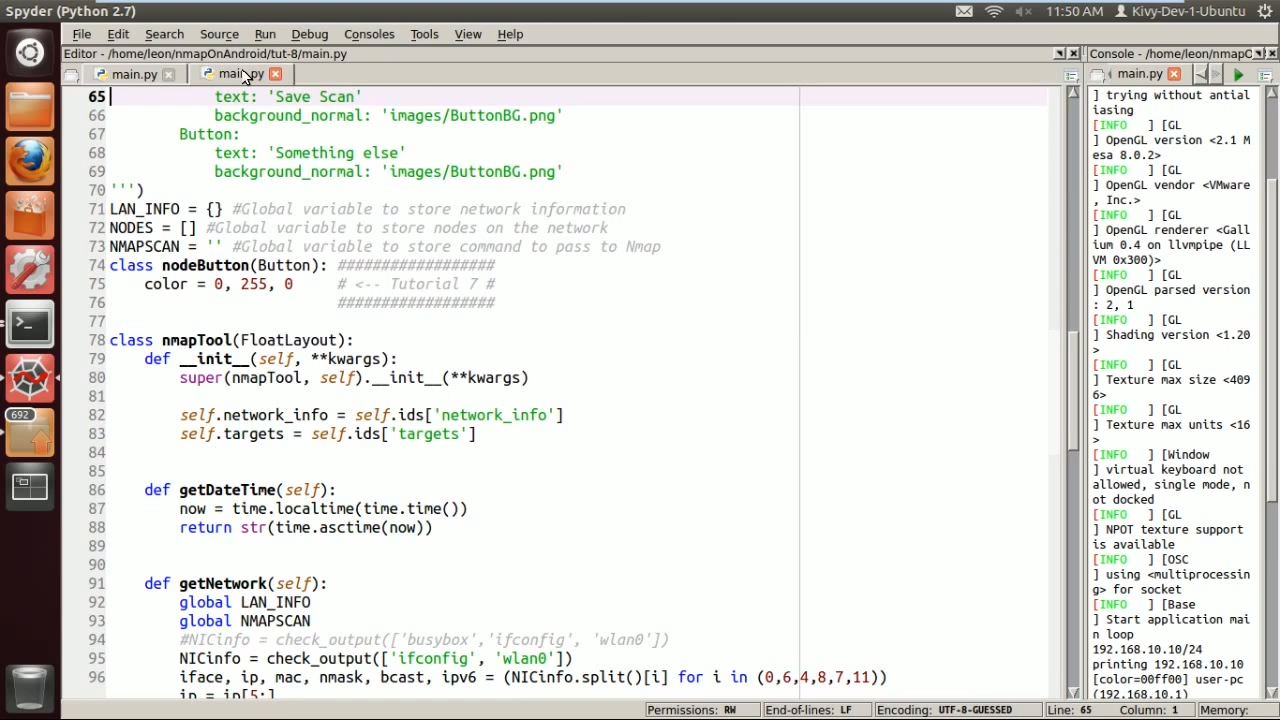 Spyder (Python 2.7)
11:50 AM Kivy-Dev-1-Ubuntu
File Edit Search Source Run Debug Consoles Tools View Help
Editor - /home/leon/nmapOnAndroid/tut-8/main.py
main.py
main.py
65 text: 'Save Scan'
66 background_normal: 'images/ButtonBG.png'
67 Button:
68 text: 'Something else'
69 background_normal: 'images/ButtonBG.png'
70 ''')
71 LAN_INFO = {} #Global variable to store network information
72 NODES = [] #Global variable to store nodes on the network
73 NMAPSCAN = '' #Global variable to store command to pass to Nmap
74 class nodeButton(Button): ##################
75 color = 0, 255, 0 # <-- Tutorial 7 #
76 ##################
77
78 class nmapTool(FloatLayout):
79 def __init__(self, **kwargs):
80 super(nmapTool, self).__init__(**kwargs)
81
82 self.network_info = self.ids['network_info']
83 self.targets = self.ids['targets']
84
85
86 def getDateTime(self):
87 now = time.localtime(time.time())
88 return str(time.asctime(now))
89
90
91 def getNetwork(self):
92 global LAN_INFO
93 global NMAPSCAN
94 #NICinfo = check_output(['busybox','ifconfig', 'wlan0'])
95 NICinfo = check_output(['ifconfig', 'wlan0'])
96 iface, ip, mac, nmask, bcast, ipv6 = (NICinfo.split()[i] for i in (0,6,4,8,7,11))
ip = ip[5:]
Console - /home/leon/nmapO
main.py
] trying without antial
iasing
[INFO ] [GL
] OpenGL version <2.1 M
esa 8.0.2>
[INFO ] [GL
] OpenGL vendor <VMware
, Inc.>
[INFO ] [GL
] OpenGL renderer <Gall
ium 0.4 on llvmpipe (LL
VM 0x300)>
[INFO ] [GL
] OpenGL parsed version
: 2, 1
[INFO ] [GL
] Shading version <1.20
>
[INFO ] [GL
] Texture max size <409
6>
[INFO ] [GL
] Texture max units <16
>
[INFO ] [Window
] virtual keyboard not
allowed, single mode, n
ot docked
[INFO ] [GL
] NPOT texture support
is available
[INFO ] [OSC
] using <multiprocessin
g> for socket
[INFO ] [Base
] Start application mai
n loop
192.168.10.10/24
printing 192.168.10.10
[color=00ff00] user-pc
(192.168.10.1)
692
Permissions: RW End-of-lines: LF Encoding: UTF-8-GUESSED Line: 65 Column: 1 Memory: